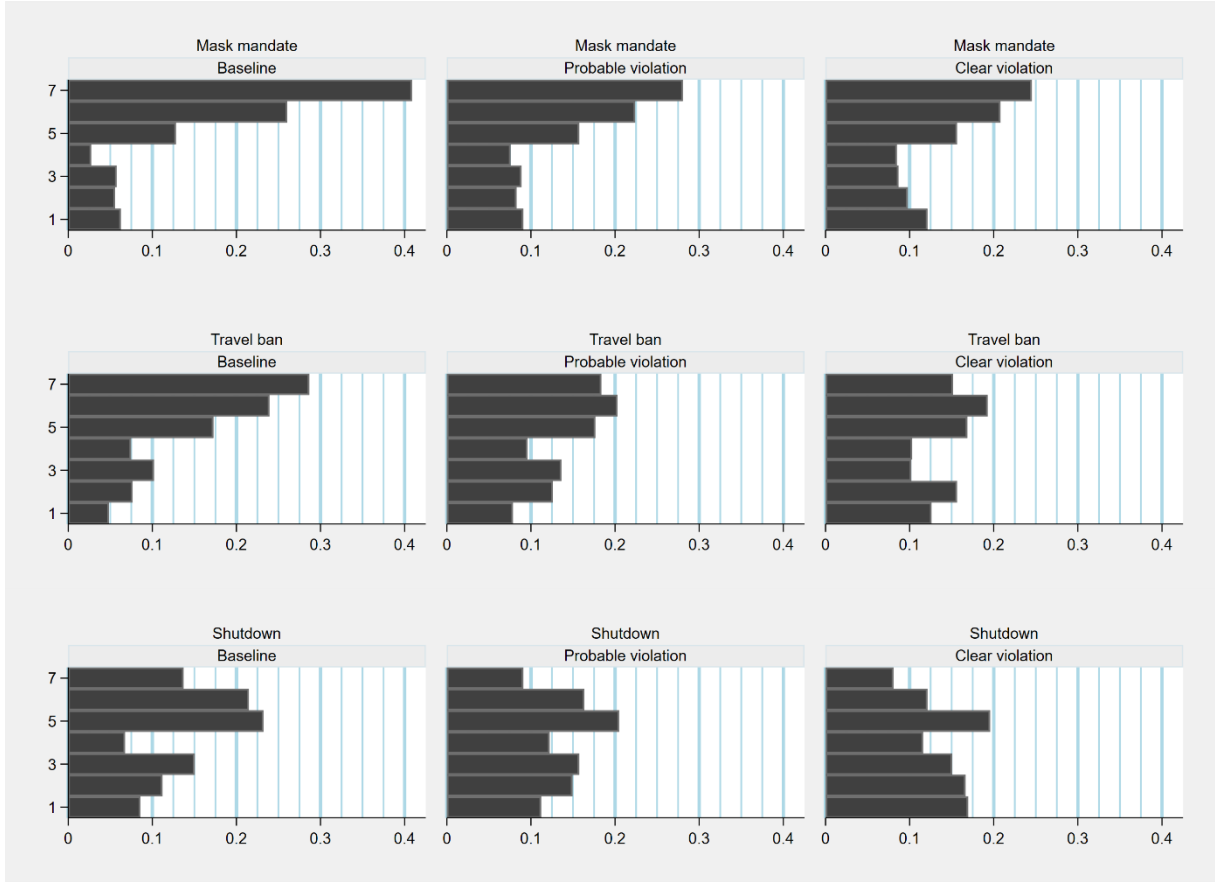 Mask mandate Mask mandate Mask mandate
Baseline Probable violation Clear violation
7
5
3
1
0 0.1 0.2 0.3 0.4 0 0.1 0.2 0.3 0.4 0 0.1 0.2 0.3 0.4
Travel ban Travel ban Travel ban
Baseline Probable violation Clear violation
7
5
3
1
0 0.1 0.2 0.3 0.4 0 0.1 0.2 0.3 0.4 0 0.1 0.2 0.3 0.4
Shutdown Shutdown Shutdown
Baseline Probable violation Clear violation
7
5
3
1
0 0.1 0.2 0.3 0.4 0 0.1 0.2 0.3 0.4 0 0.1 0.2 0.3 0.4